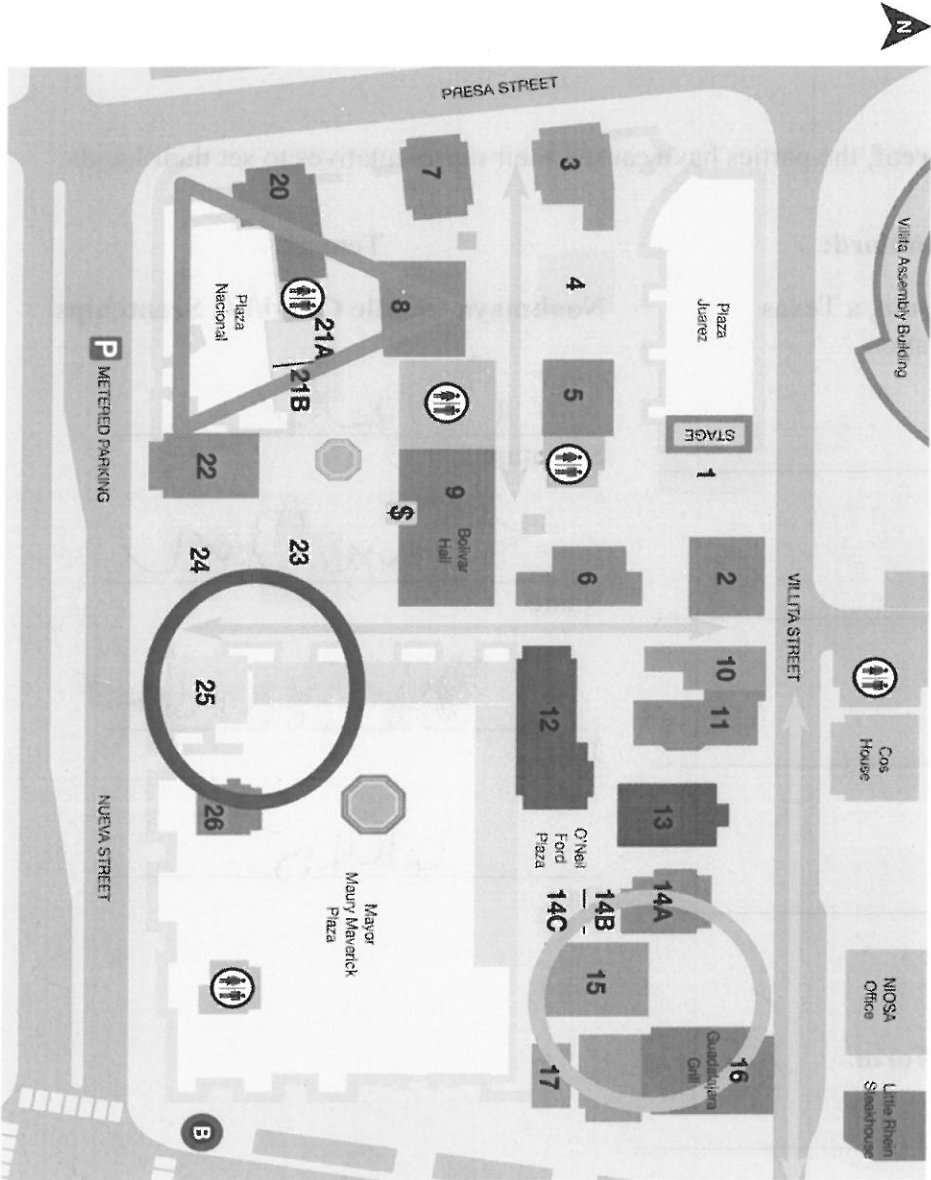 N
Villita Assembly Building
Cos
House
NIOSA
Office
Little Rhein
Steakhouse
VILLITA STREET
Plaza
Juarez
STAGE
1
2
10
11
13
14A
16
Guadalajara
Grill
PRESA STREET
3
4
5
6
12
O'Neil
Ford
Plaza
14B
14C
15
17
7
8
9
Bolivar
Hall
$
20
21A
21B
23
Mayor
Maury Maverick
Plaza
Plaza
Nacional
22
24
25
26
B
P METERED PARKING
NUEVA STREET